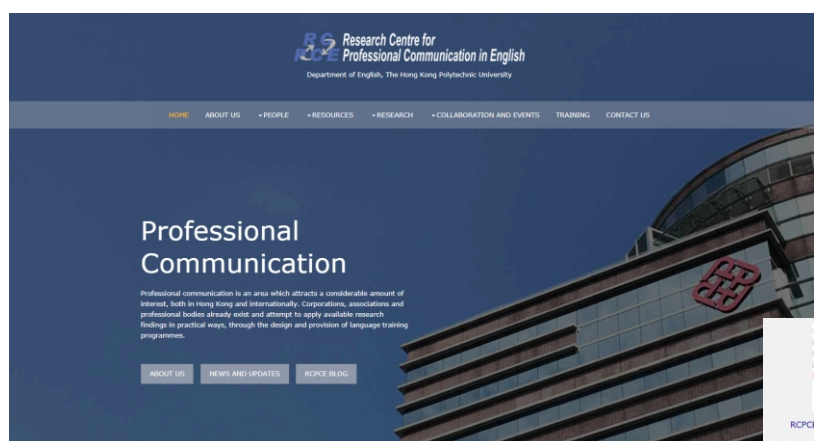 RSRCE
Research Centre for
Professional Communication in English
Department of English, The Hong Kong Polytechnic University
HOME ABOUT US PEOPLE RESOURCES RESEARCH COLLABORATION AND EVENTS TRAINING CONTACT US
Professional
Communication
Professional communication is an area which attracts a considerable amount of
interest, both in Hong Kong and internationally. Corporations, associations and
professional bodies already exist and attempt to apply available research
findings in practical ways, through the design and provision of language training
programmes.
ABOUT US NEWS AND UPDATES RCPCE BLOG
RCPCE